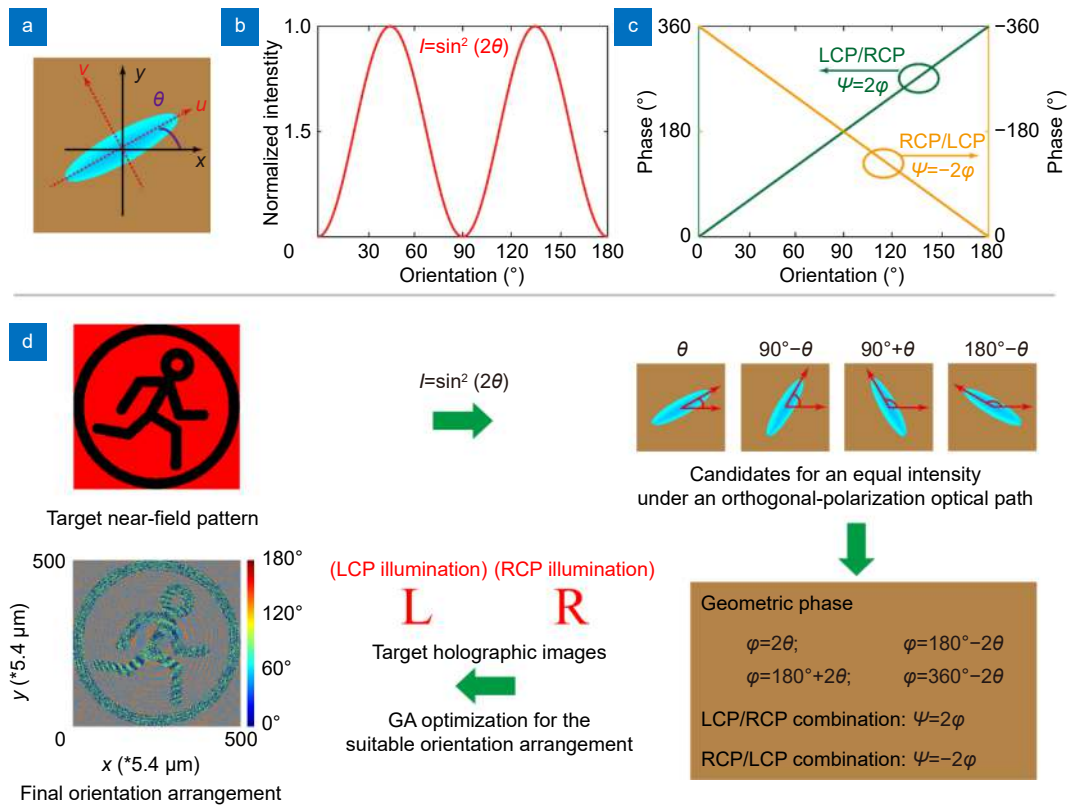 a
y
v
θ
u
x
b
1.0
I=sin² (2θ)
1.5
Normalized intenstity
0
30
60
90
120
150
180
Orientation (°)
c
360
−360
LCP/RCP
Ψ=2φ
180
−180
RCP/LCP
Ψ=−2φ
Phase (°)
Phase (°)
0
0
0
30
60
90
120
150
180
Orientation (°)
d
Target near-field pattern
I=sin² (2θ)
θ
90°−θ
90°+θ
180°−θ
Candidates for an equal intensity
under an orthogonal-polarization optical path
Geometric phase
φ=2θ; φ=180°−2θ
φ=180°+2θ; φ=360°−2θ
LCP/RCP combination: Ψ=2φ
RCP/LCP combination: Ψ=−2φ
(LCP illumination) (RCP illumination)
L R
Target holographic images
GA optimization for the
suitable orientation arrangement
500
180°
120°
60°
0°
y (*5.4 μm)
0
500
x (*5.4 μm)
Final orientation arrangement